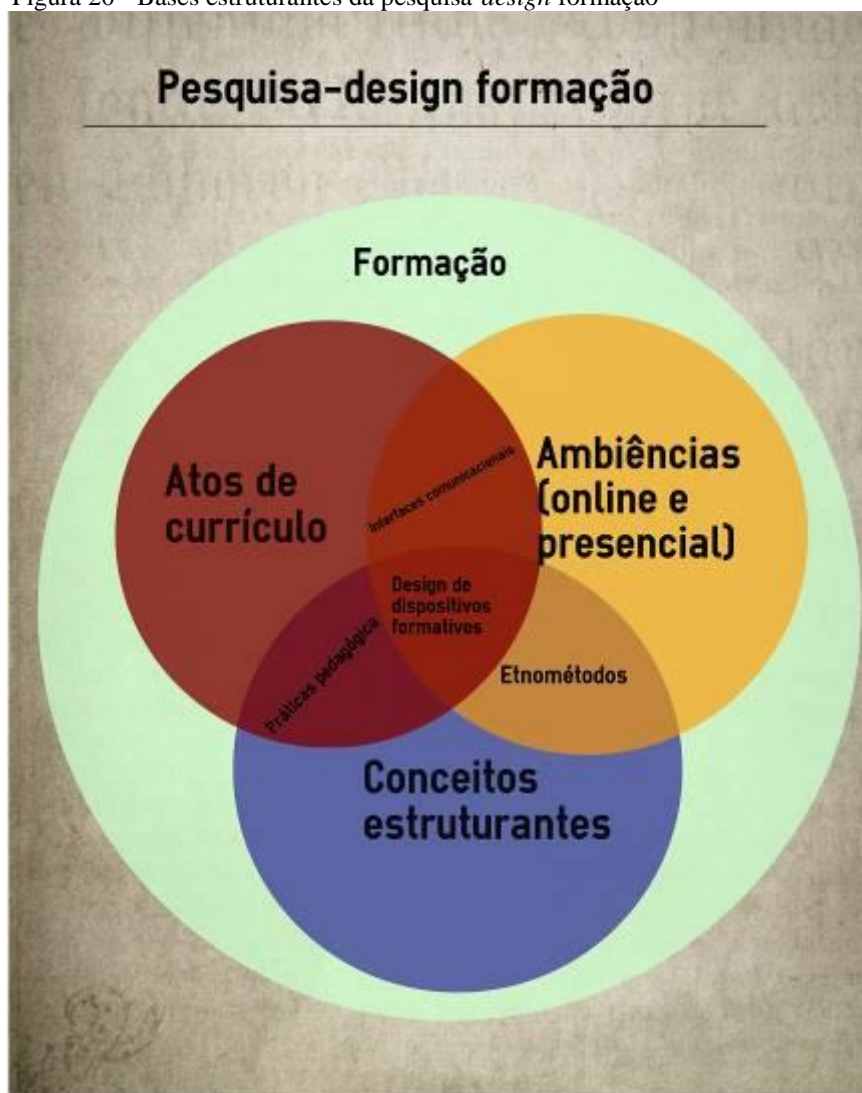 Figura 20 - Bases estruturantes da pesquisa-design formação
Pesquisa-design formação
Formação
Atos de
currículo
Interfaces comunicacionais
Ambiências
(online e
presencial)
Design de
dispositivos
formativos
Práticas pedagógica
Etnométodos
Conceitos
estruturantes